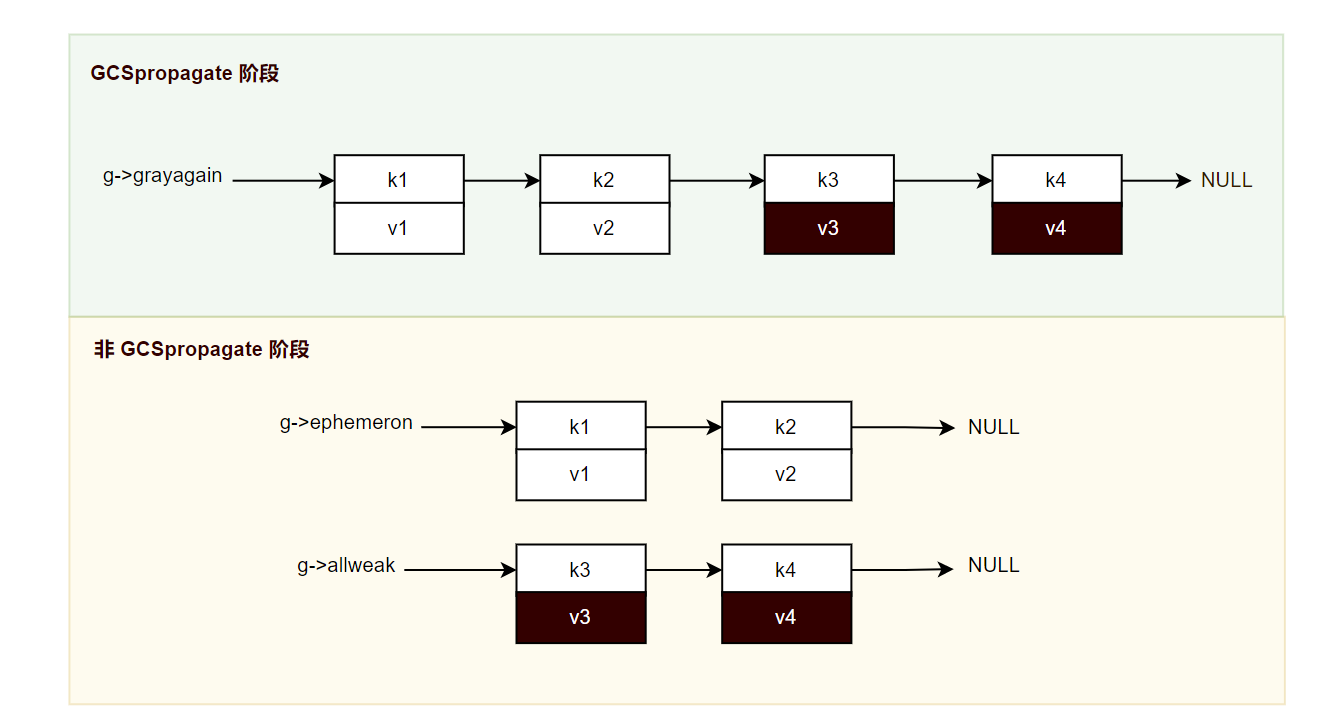 GCSpropagate 阶段
g->grayagain
k1
k2
k3
k4
NULL
v1
v2
v3
v4
非 GCSpropagate 阶段
g->ephemeron
k1
k2
NULL
v1
v2
g->allweak
k3
k4
NULL
v3
v4